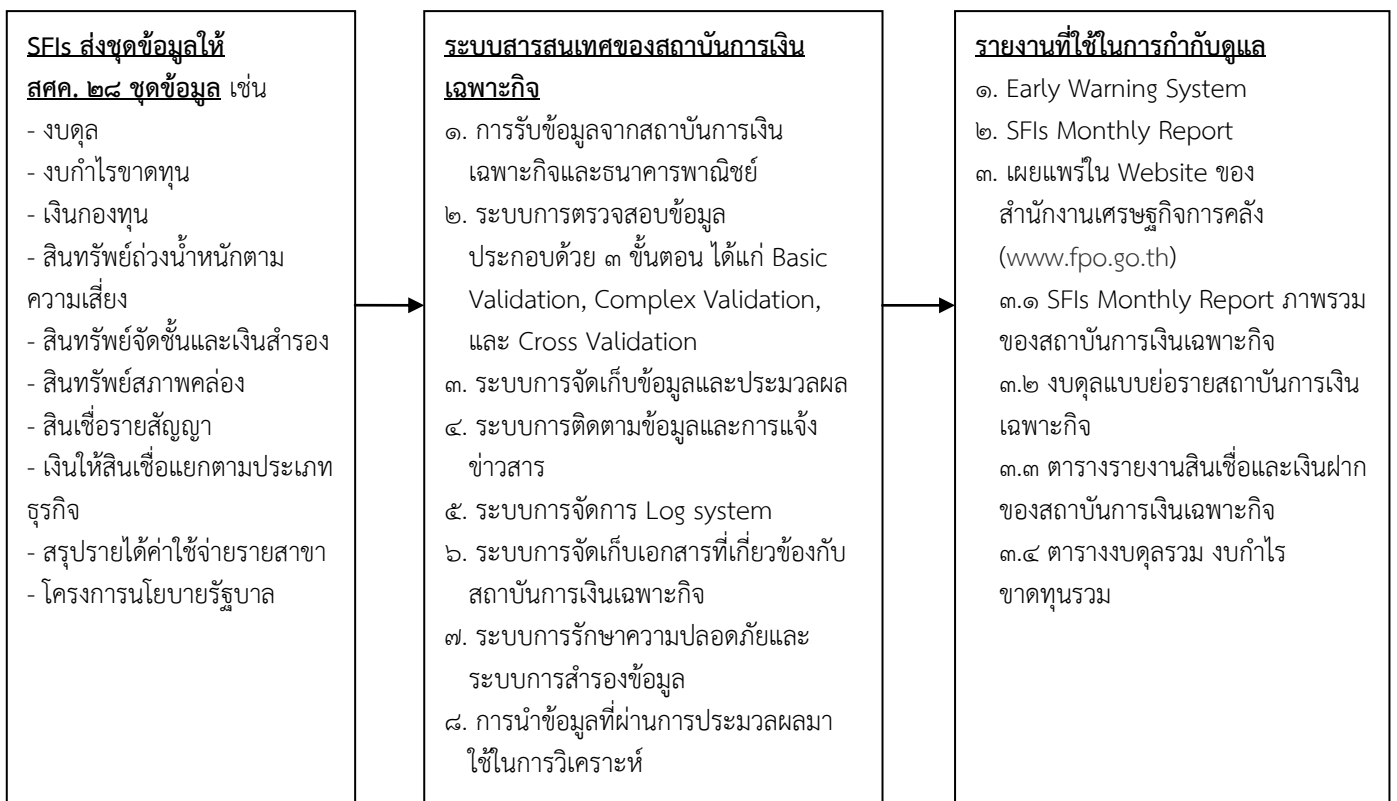 SFIs ส่งชุดข้อมูลให้
สศค. ๒๘ ชุดข้อมูล เช่น
- งบดุล
- งบกำไรขาดทุน
- เงินกองทุน
- สินทรัพย์ถ่วงน้ำหนักตาม
ความเสี่ยง
- สินทรัพย์จัดชั้นและเงินสำรอง
- สินทรัพย์สภาพคล่อง
- สินเชื่อรายสัญญา
- เงินให้สินเชื่อแยกตามประเภท
ธุรกิจ
- สรุปรายได้ค่าใช้จ่ายรายสาขา
- โครงการนโยบายรัฐบาล
ระบบสารสนเทศของสถาบันการเงิน
เฉพาะกิจ
๑. การรับข้อมูลจากสถาบันการเงิน
เฉพาะกิจและธนาคารพาณิชย์
๒. ระบบการตรวจสอบข้อมูล
ประกอบด้วย ๓ ขั้นตอน ได้แก่ Basic
Validation, Complex Validation,
และ Cross Validation
๓. ระบบการจัดเก็บข้อมูลและประมวลผล
๔. ระบบการติดตามข้อมูลและการแจ้ง
ข่าวสาร
๕. ระบบการจัดการ Log system
๖. ระบบการจัดเก็บเอกสารที่เกี่ยวข้องกับ
สถาบันการเงินเฉพาะกิจ
๗. ระบบการรักษาความปลอดภัยและ
ระบบการสำรองข้อมูล
๘. การนำข้อมูลที่ผ่านการประมวลผลมา
ใช้ในการวิเคราะห์
รายงานที่ใช้ในการกำกับดูแล
๑. Early Warning System
๒. SFIs Monthly Report
๓. เผยแพร่ใน Website ของ
สำนักงานเศรษฐกิจการคลัง
(www.fpo.go.th)
๓.๑ SFIs Monthly Report ภาพรวม
ของสถาบันการเงินเฉพาะกิจ
๓.๒ งบดุลแบบย่อรายสถาบันการเงิน
เฉพาะกิจ
๓.๓ ตารางรายงานสินเชื่อและเงินฝาก
ของสถาบันการเงินเฉพาะกิจ
๓.๔ ตารางงบดุลรวม งบกำไร
ขาดทุนรวม